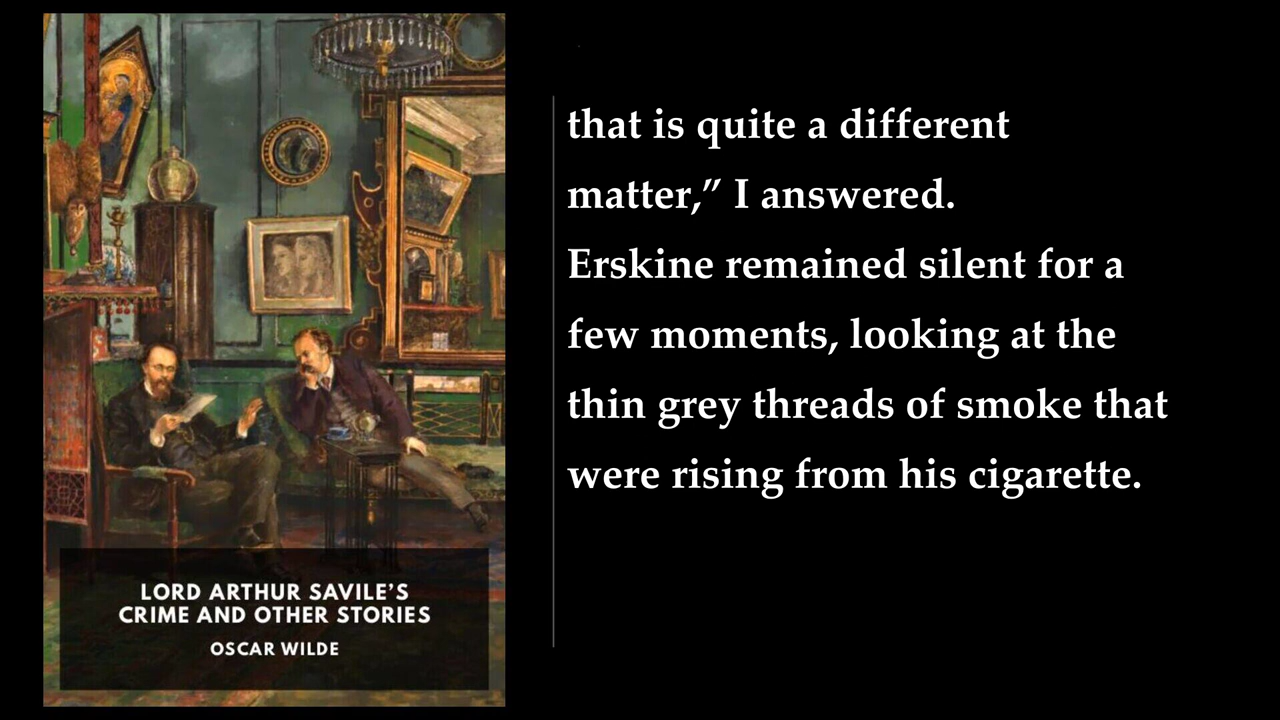 LORD ARTHUR SAVILE’S
CRIME AND OTHER STORIES
OSCAR WILDE
that is quite a different
matter,” I answered.
Erskine remained silent for a
few moments, looking at the
thin grey threads of smoke that
were rising from his cigarette.